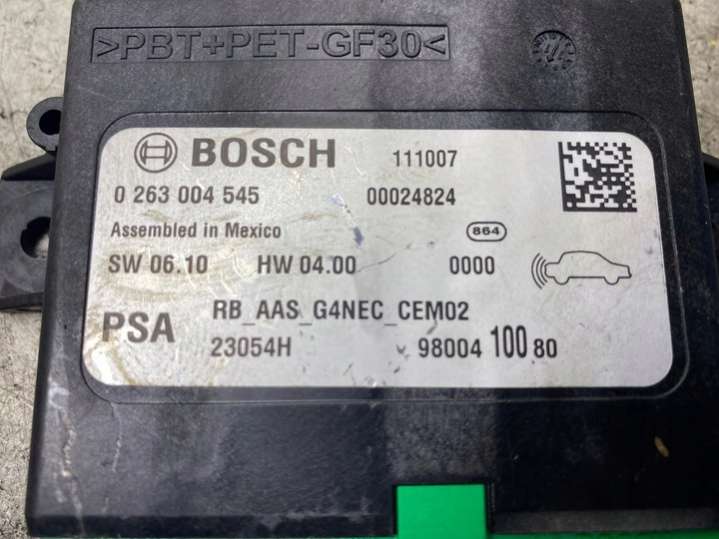 >PBT+PET-GF30<
BOSCH 111007
0 263 004 545 00024824
Assembled in Mexico 864
SW 06.10 HW 04.00 0000
RB_AAS_G4NEC_CEM02
PSA
23054H 98004 100 80